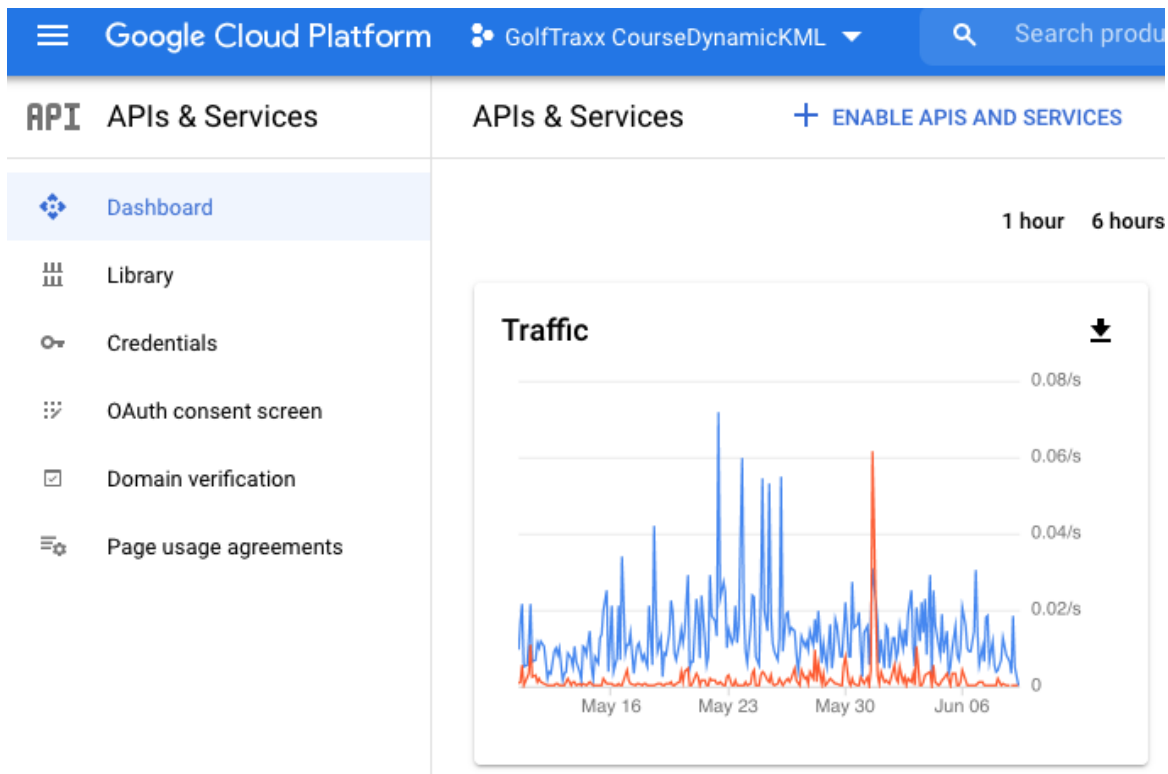 Google Cloud Platform
GolfTraxx CourseDynamicKML
Search produ
API
APIs & Services
APIs & Services
ENABLE APIS AND SERVICES
Dashboard
Library
Credentials
OAuth consent screen
Domain verification
Page usage agreements
1 hour
6 hours
Traffic
0.08/s
0.06/s
0.04/s
0.02/s
0
May 16
May 23
May 30
Jun 06